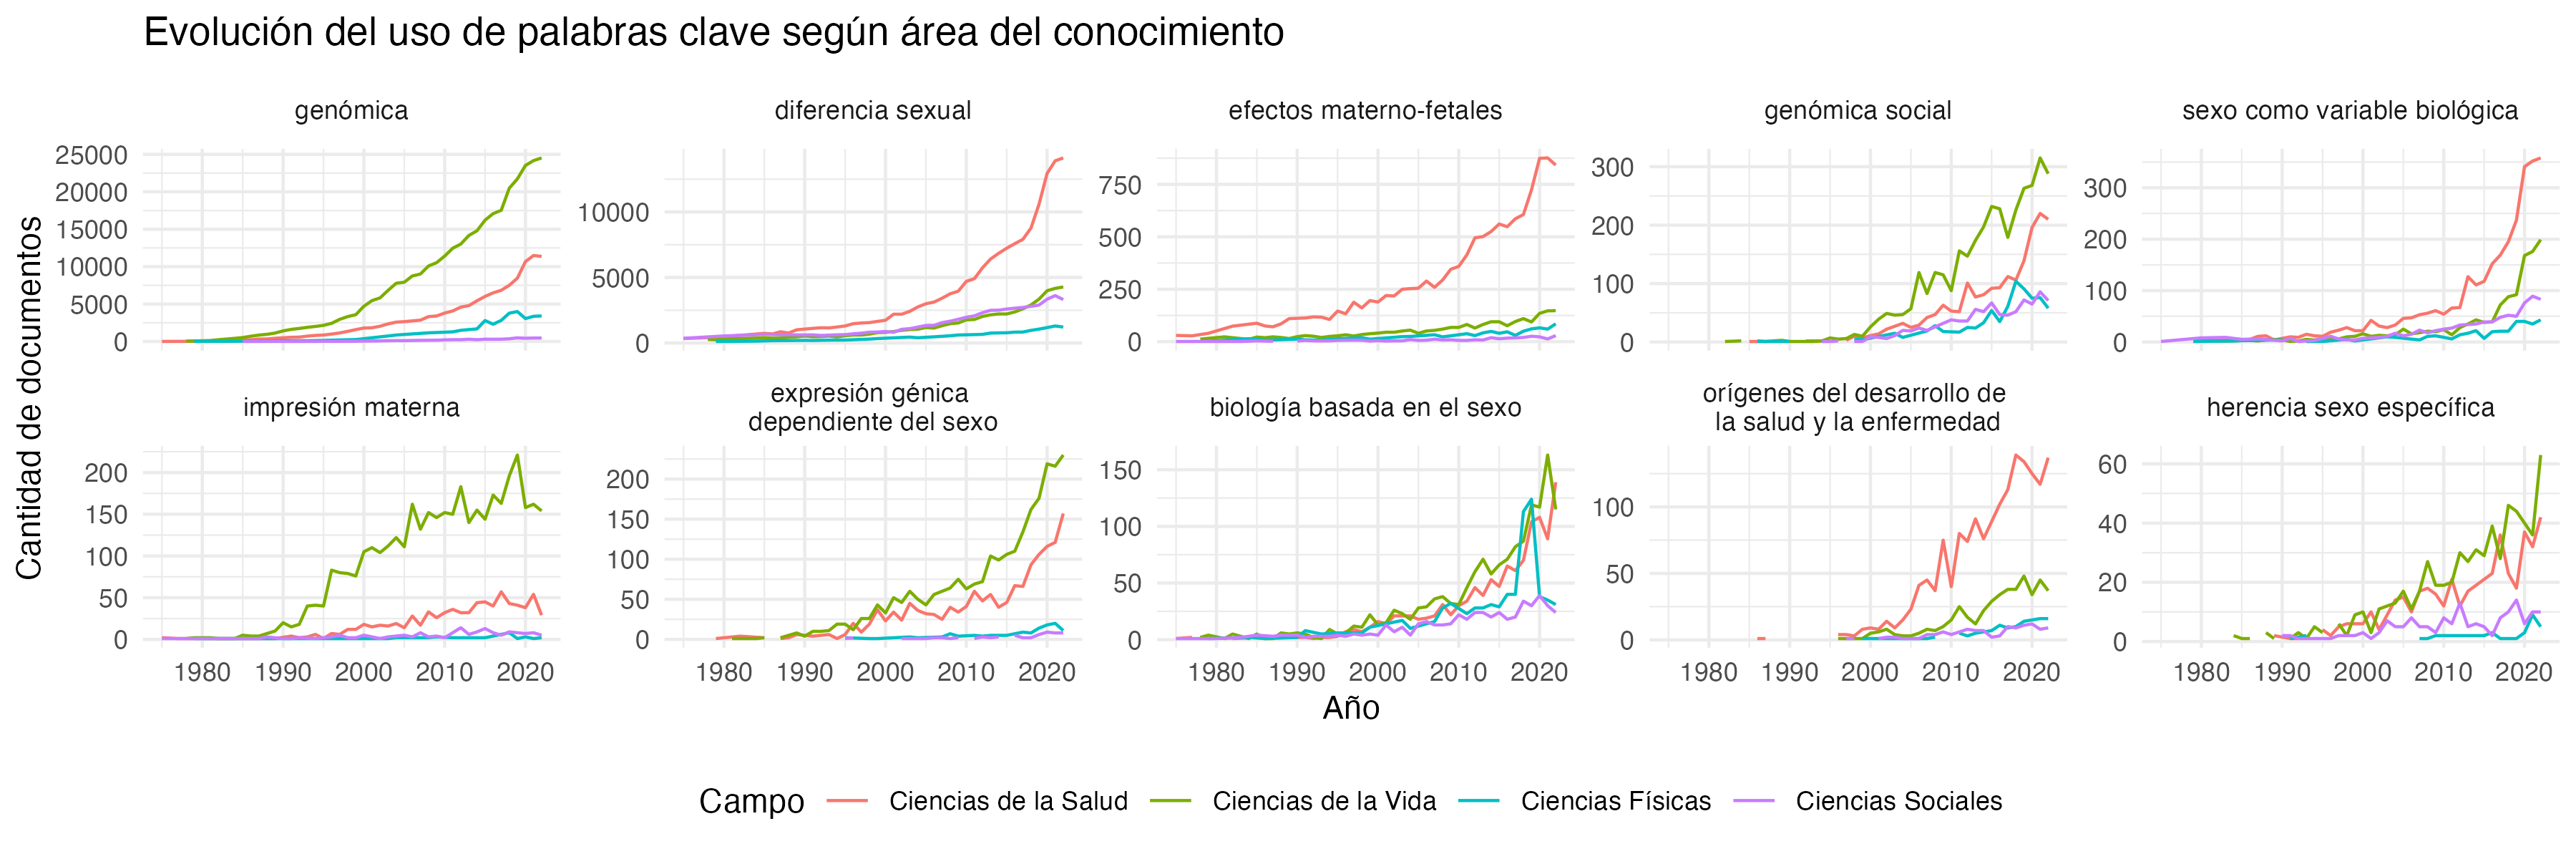 Evolución del uso de palabras clave según área del conocimiento
Cantidad de documentos
genómica
25000
20000
15000
10000
5000
0
diferencia sexual
10000
5000
0
efectos materno-fetales
750
500
250
0
genómica social
300
200
100
0
sexo como variable biológica
300
200
100
0
impresión materna
200
150
100
50
0
1980 1990 2000 2010 2020
expresión génica
dependiente del sexo
200
150
100
50
0
1980 1990 2000 2010 2020
biología basada en el sexo
150
100
50
0
1980 1990 2000 2010 2020
orígenes del desarrollo de
la salud y la enfermedad
100
50
0
1980 1990 2000 2010 2020
herencia sexo específica
60
40
20
0
1980 1990 2000 2010 2020
Año
Campo Ciencias de la Salud Ciencias de la Vida Ciencias Físicas Ciencias Sociales